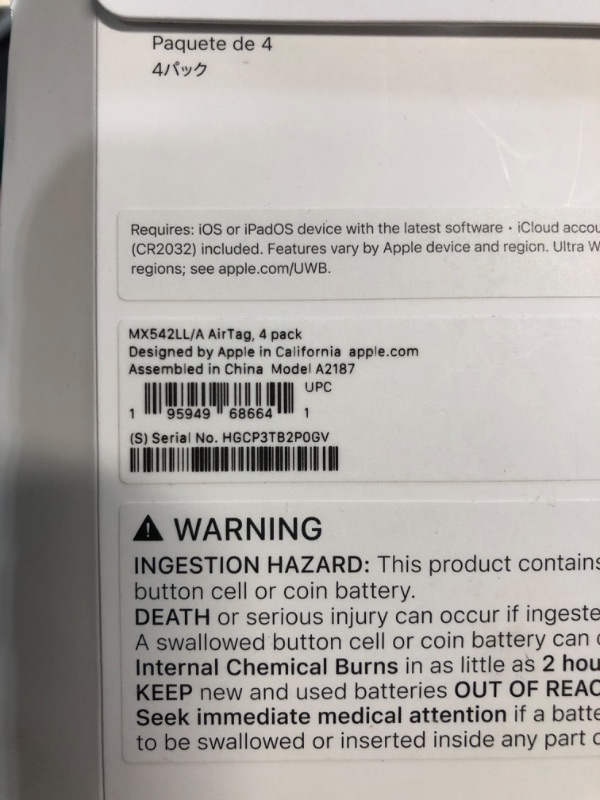 Paquete de 4
4パック
Requires: iOS or iPadOS device with the latest software • iCloud
(CR2032) included. Features vary by Apple device and region. Ultra
regions; see apple.com/UWB.
MX542LL/A AirTag, 4 pack
Designed by Apple in California apple.com
Assembled in China Model A2187
UPC
1 95949 68664 1
(S) Serial No. HGCP3TB2P0GV
WARNING
INGESTION HAZARD: This product contains
button cell or coin battery.
DEATH or serious injury can occur if
A swallowed button cell or coin battery can
Internal Chemical Burns in as little as 2
KEEP new and used batteries OUT OF
Seek immediate medical attention if a
to be swallowed or inserted inside any part